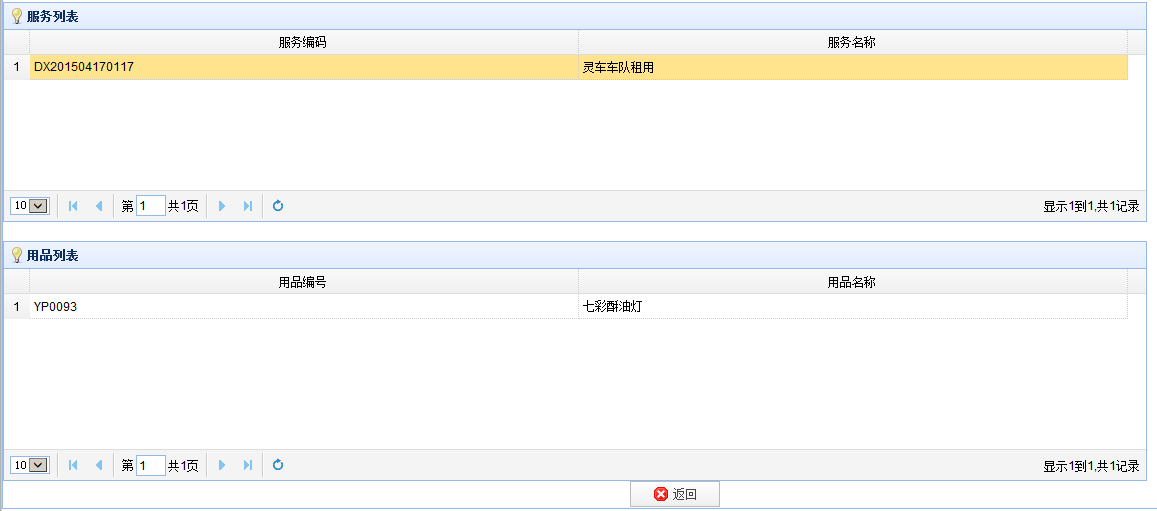 服务列表
服务编码 服务名称
1 DX201504170117 灵车车队租用
10 第 1 共1页 显示1到1,共1记录
用品列表
用品编号 用品名称
1 YP0093 七彩酥油灯
10 第 1 共1页 显示1到1,共1记录
返回